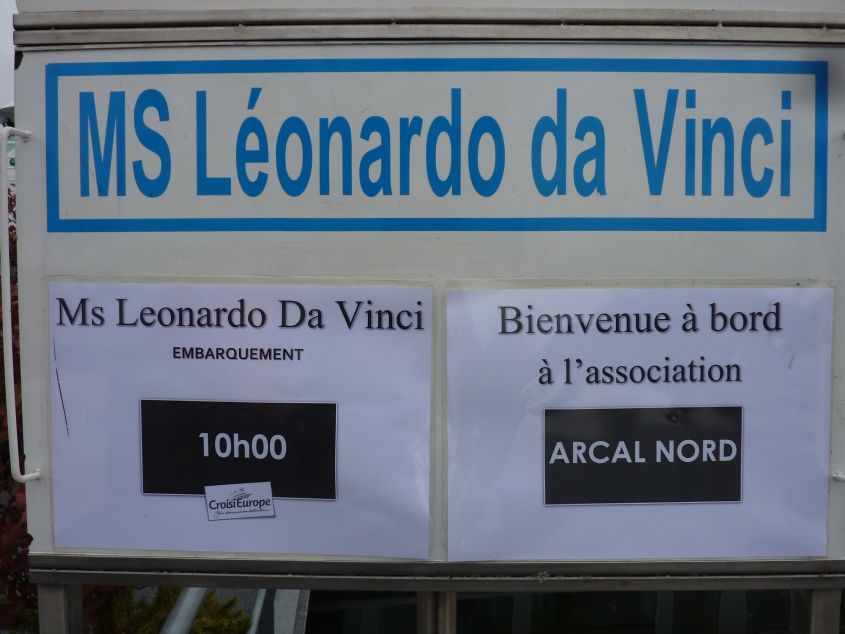 MS Léonardo da Vinci
Ms Leonardo Da Vinci
EMBARQUEMENT
10h00
CroisiEurope
Bienvenue à bord
à l'association
ARCAL NORD